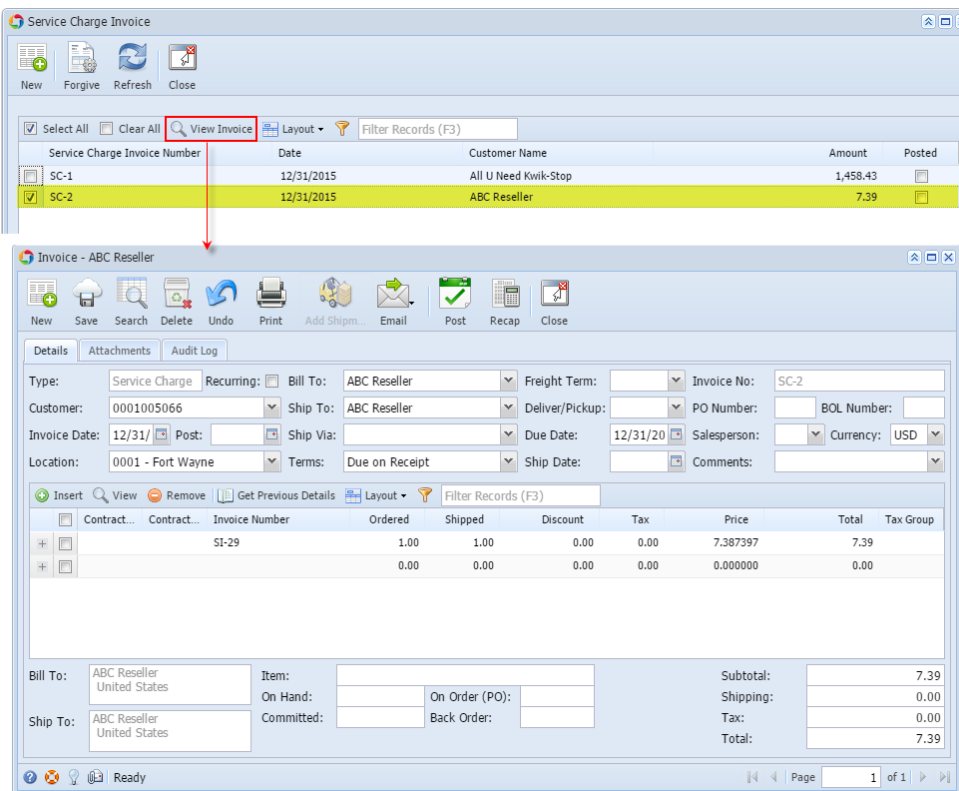 Service Charge Invoice
New Forgive Refresh Close
Select All Clear All View Invoice Layout Filter Records (F3)
Service Charge Invoice Number Date Customer Name Amount Posted
SC-1 12/31/2015 All U Need Kwik-Stop 1,458.43
SC-2 12/31/2015 ABC Reseller 7.39
Invoice - ABC Reseller
New Save Search Delete Undo Print Add Shipm... Email Post Recap Close
Details Attachments Audit Log
Type: Service Charge Recurring: Bill To: ABC Reseller Freight Term: Invoice No: SC-2
Customer: 0001005066 Ship To: ABC Reseller Deliver/Pickup: PO Number: BOL Number:
Invoice Date: 12/31/ Post: Ship Via: Due Date: 12/31/20 Salesperson: Currency: USD
Location: 0001 - Fort Wayne Terms: Due on Receipt Ship Date: Comments:
Insert View Remove Get Previous Details Layout Filter Records (F3)
Contract... Contract... Invoice Number Ordered Shipped Discount Tax Price Total Tax Group
SI-29 1.00 1.00 0.00 0.00 7.387397 7.39
0.00 0.00 0.00 0.00 0.000000 0.00
Bill To: ABC Reseller Item: Subtotal: 7.39
United States
On Hand: On Order (PO): Shipping: 0.00
Ship To: ABC Reseller Committed: Back Order: Tax: 0.00
United States
Total: 7.39
Ready Page 1 of 1